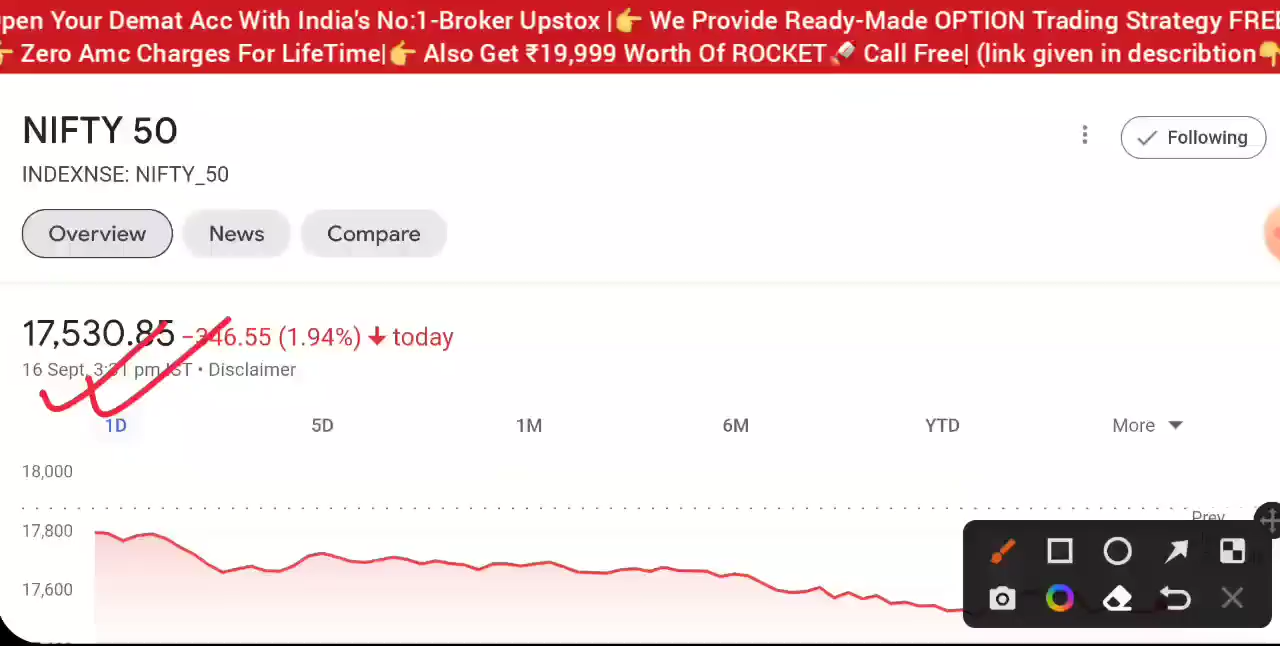 pen Your Demat Acc With India's No:1-Broker Upstox |👉 We Provide Ready-Made OPTION Trading Strategy FREE
👉 Zero Amc Charges For LifeTime|👉 Also Get ₹19,999 Worth Of ROCKET🚀 Call Free| (link given in describtion👇
NIFTY 50
Following
INDEXNSE: NIFTY_50
Overview News Compare
17,530.85 −346.55 (1.94%) ↓ today
16 Sept, 3:31 pm IST • Disclaimer
1D 5D 1M 6M YTD More
18,000
Prev
17,800
17,600